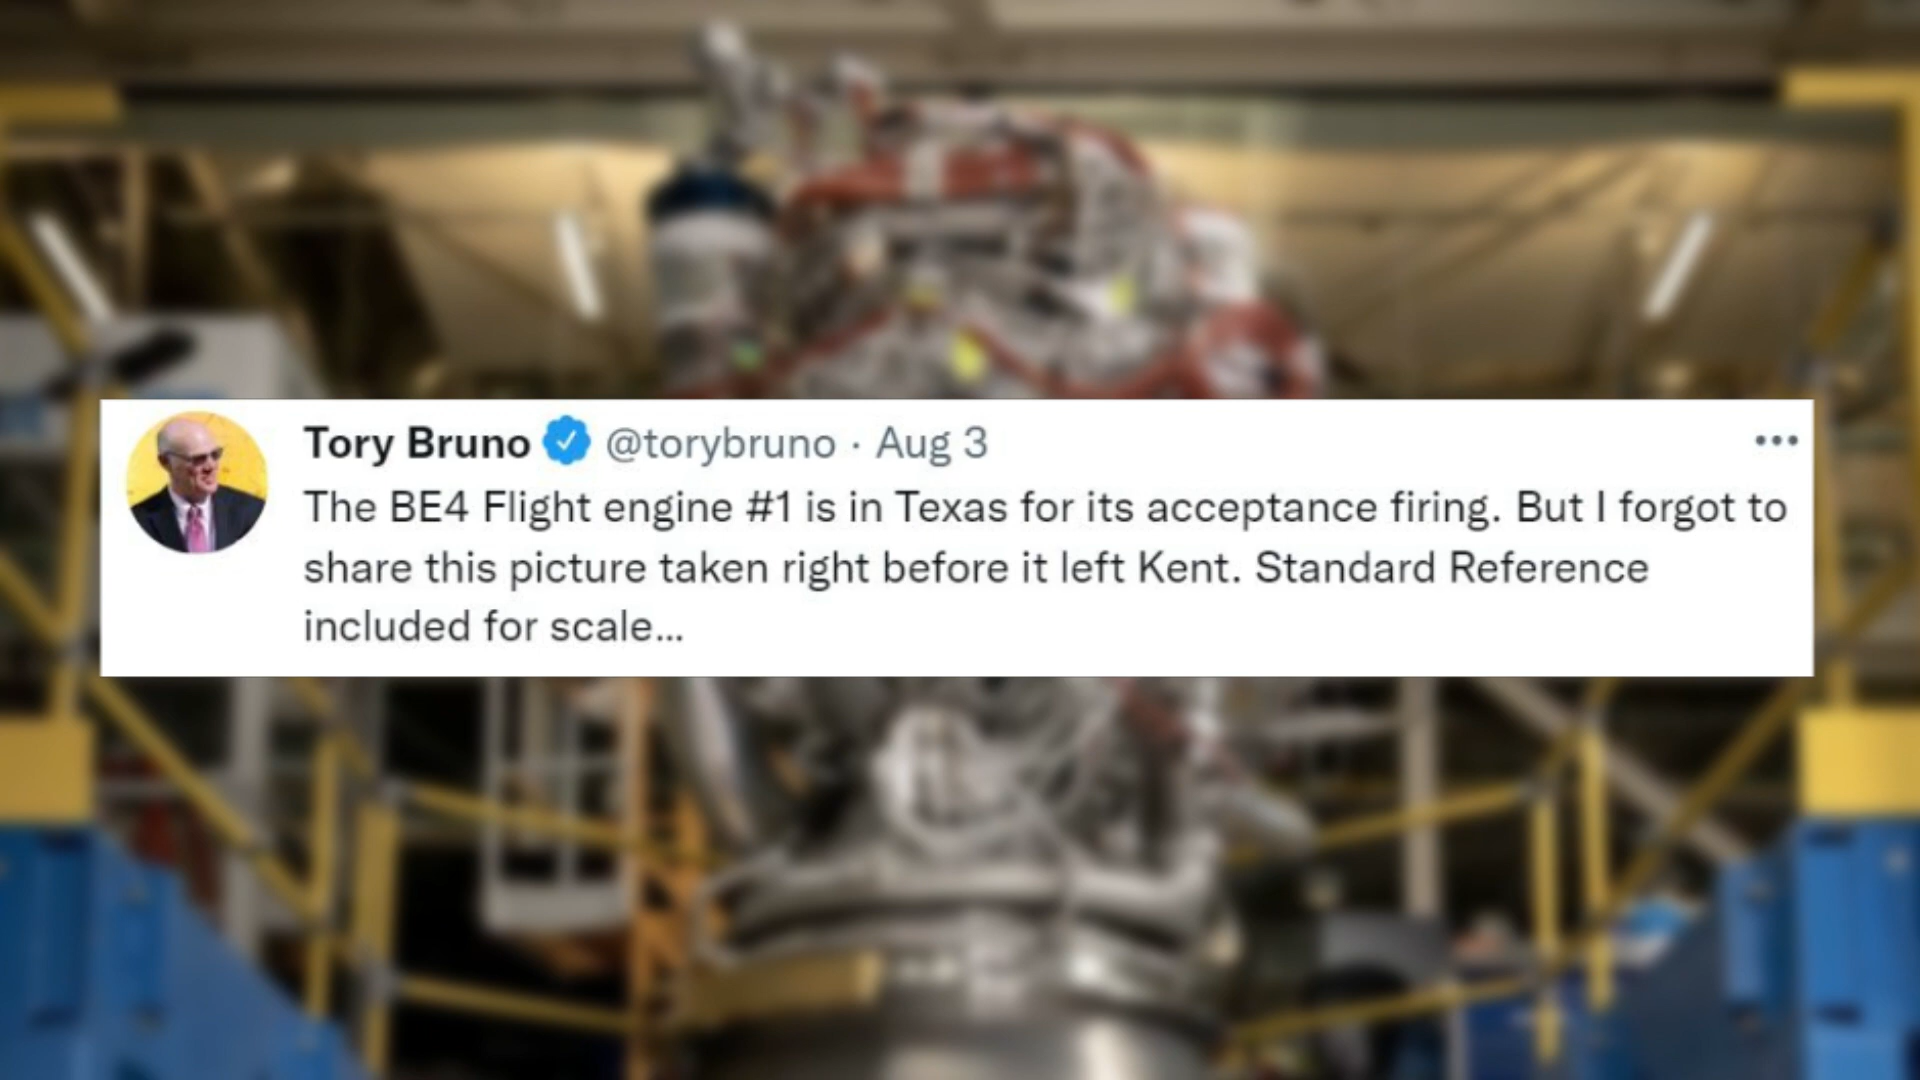 Tory Bruno @torybruno · Aug 3
The BE4 Flight engine #1 is in Texas for its acceptance firing. But I forgot to
share this picture taken right before it left Kent. Standard Reference
included for scale...